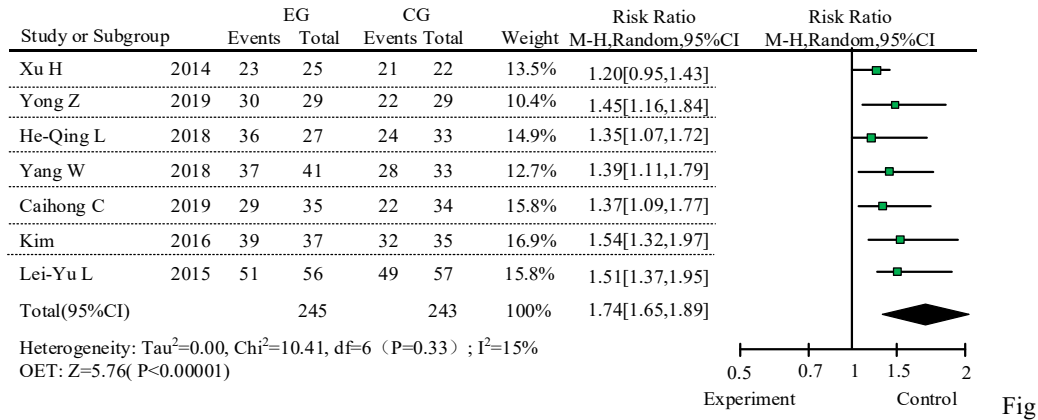 EG CG Risk Ratio Risk Ratio
Study or Subgroup Events Total Events Total Weight M-H,Random,95%CI M-H,Random,95%CI
Xu H 2014 23 25 21 22 13.5% 1.20[0.95,1.43]
Yong Z 2019 30 29 22 29 10.4% 1.45[1.16,1.84]
He-Qing L 2018 36 27 24 33 14.9% 1.35[1.07,1.72]
Yang W 2018 37 41 28 33 12.7% 1.39[1.11,1.79]
Caihong C 2019 29 35 22 34 15.8% 1.37[1.09,1.77]
Kim 2016 39 37 32 35 16.9% 1.54[1.32,1.97]
Lei-Yu L 2015 51 56 49 57 15.8% 1.51[1.37,1.95]
Total(95%CI) 245 243 100% 1.74[1.65,1.89]
Heterogeneity: Tau²=0.00, Chi²=10.41, df=6（P=0.33）; I²=15%
OET: Z=5.76( P<0.00001)
0.5 0.7 1 1.5 2
Experiment Control
Fig